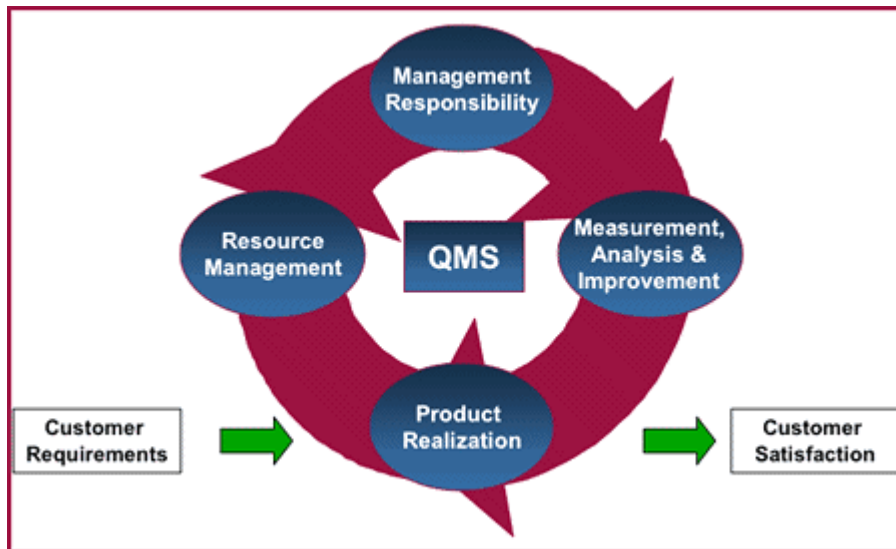 Management
Responsibility
Resource
Management
QMS
Measurement,
Analysis &
Improvement
Product
Realization
Customer
Requirements
Customer
Satisfaction